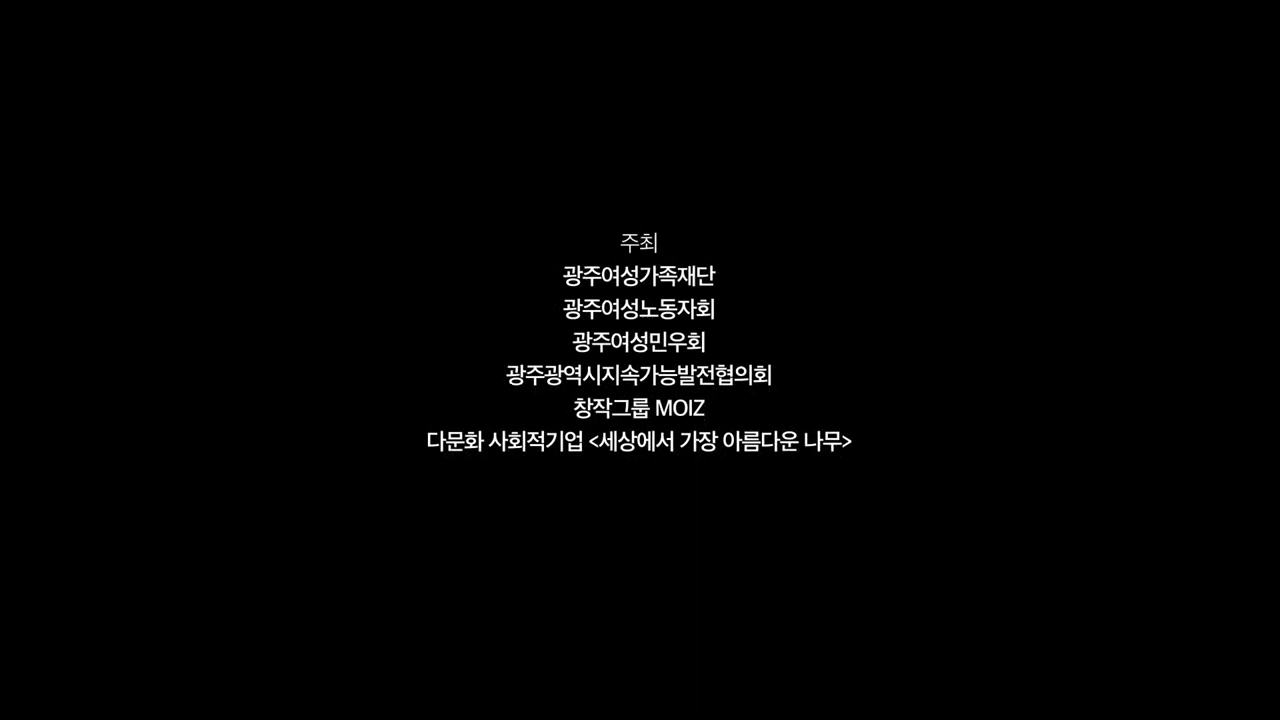 주최
광주여성가족재단
광주여성노동자회
광주여성민우회
광주광역시지속가능발전협의회
창작그룹 MOIZ
다문화 사회적기업 <세상에서 가장 아름다운 나무>